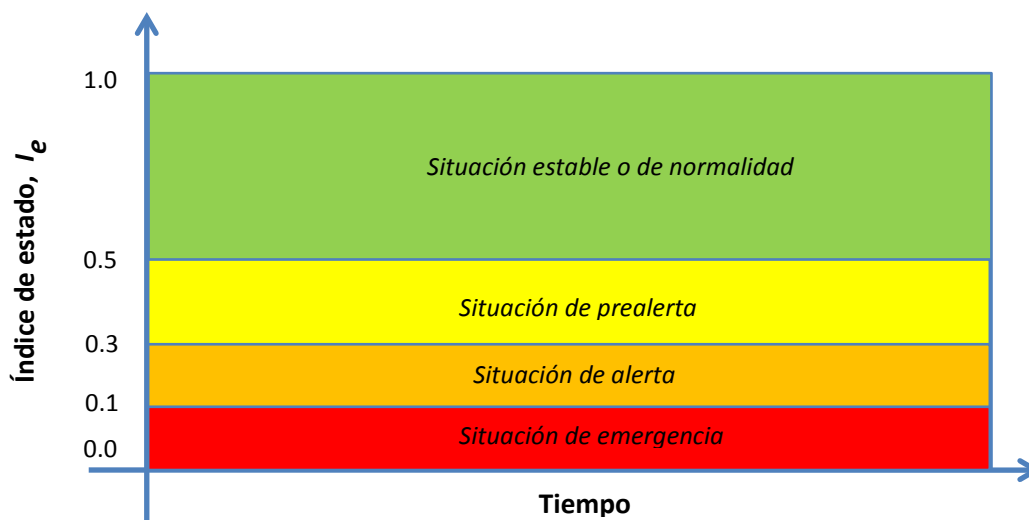 1.0
Situación estable o de normalidad
Índice de estado, Ie
0.5
Situación de prealerta
0.3
Situación de alerta
0.1
Situación de emergencia
0.0
Tiempo